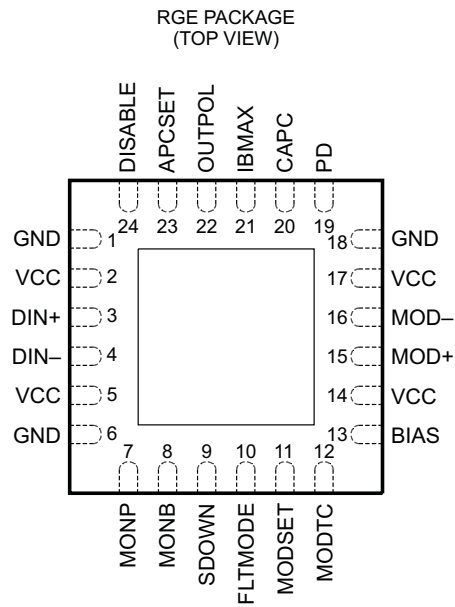 RGE PACKAGE
(TOP VIEW)
DISABLE
APCSET
OUTPOL
IBMAX
CAPC
PD
24 23 22 21 20 19
GND 1 18 GND
VCC 2 17 VCC
DIN+ 3 16 MOD–
DIN– 4 15 MOD+
VCC 5 14 VCC
GND 6 13 BIAS
7 8 9 10 11 12
MONP
MONB
SDOWN
FLTMODE
MODSET
MODTC